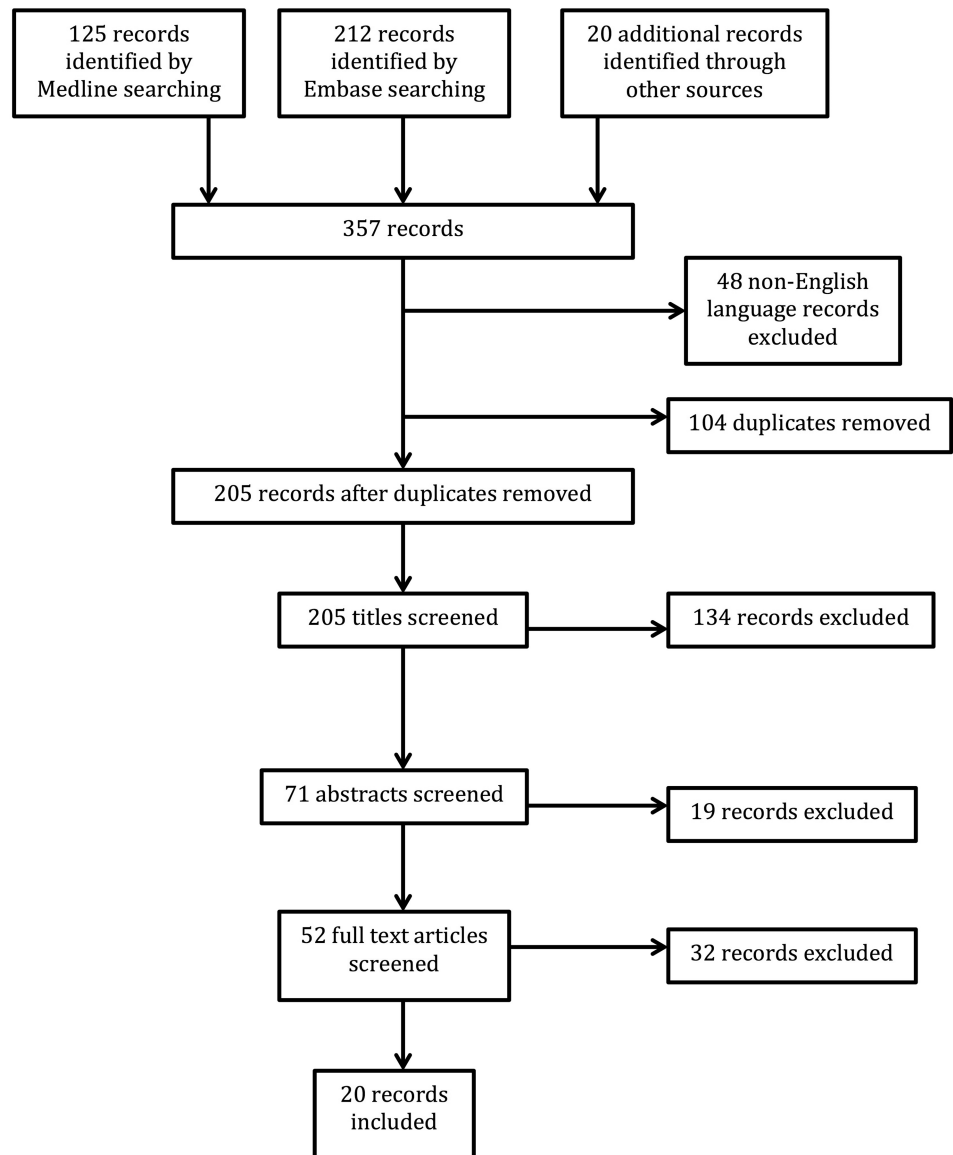 125 records
identified by
Medline searching
212 records
identified by
Embase searching
20 additional records
identified through
other sources
357 records
48 non-English
language records
excluded
104 duplicates removed
205 records after duplicates removed
205 titles screened
134 records excluded
71 abstracts screened
19 records excluded
52 full text articles
screened
32 records excluded
20 records
included